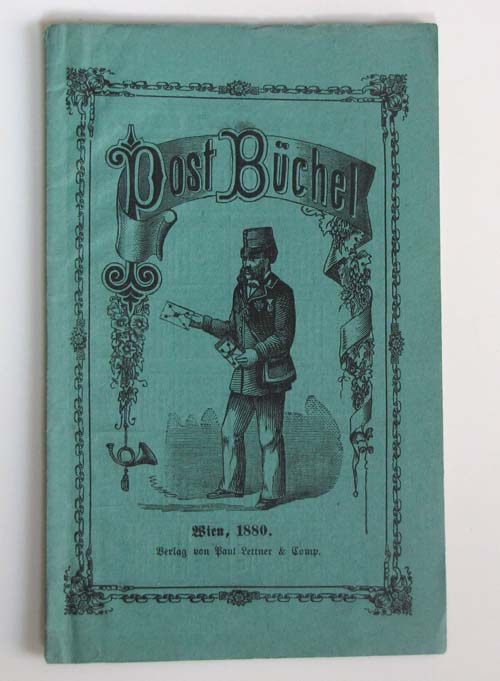 Post Büchel
Wien, 1880.
Verlag von Paul Lettner & Comp.